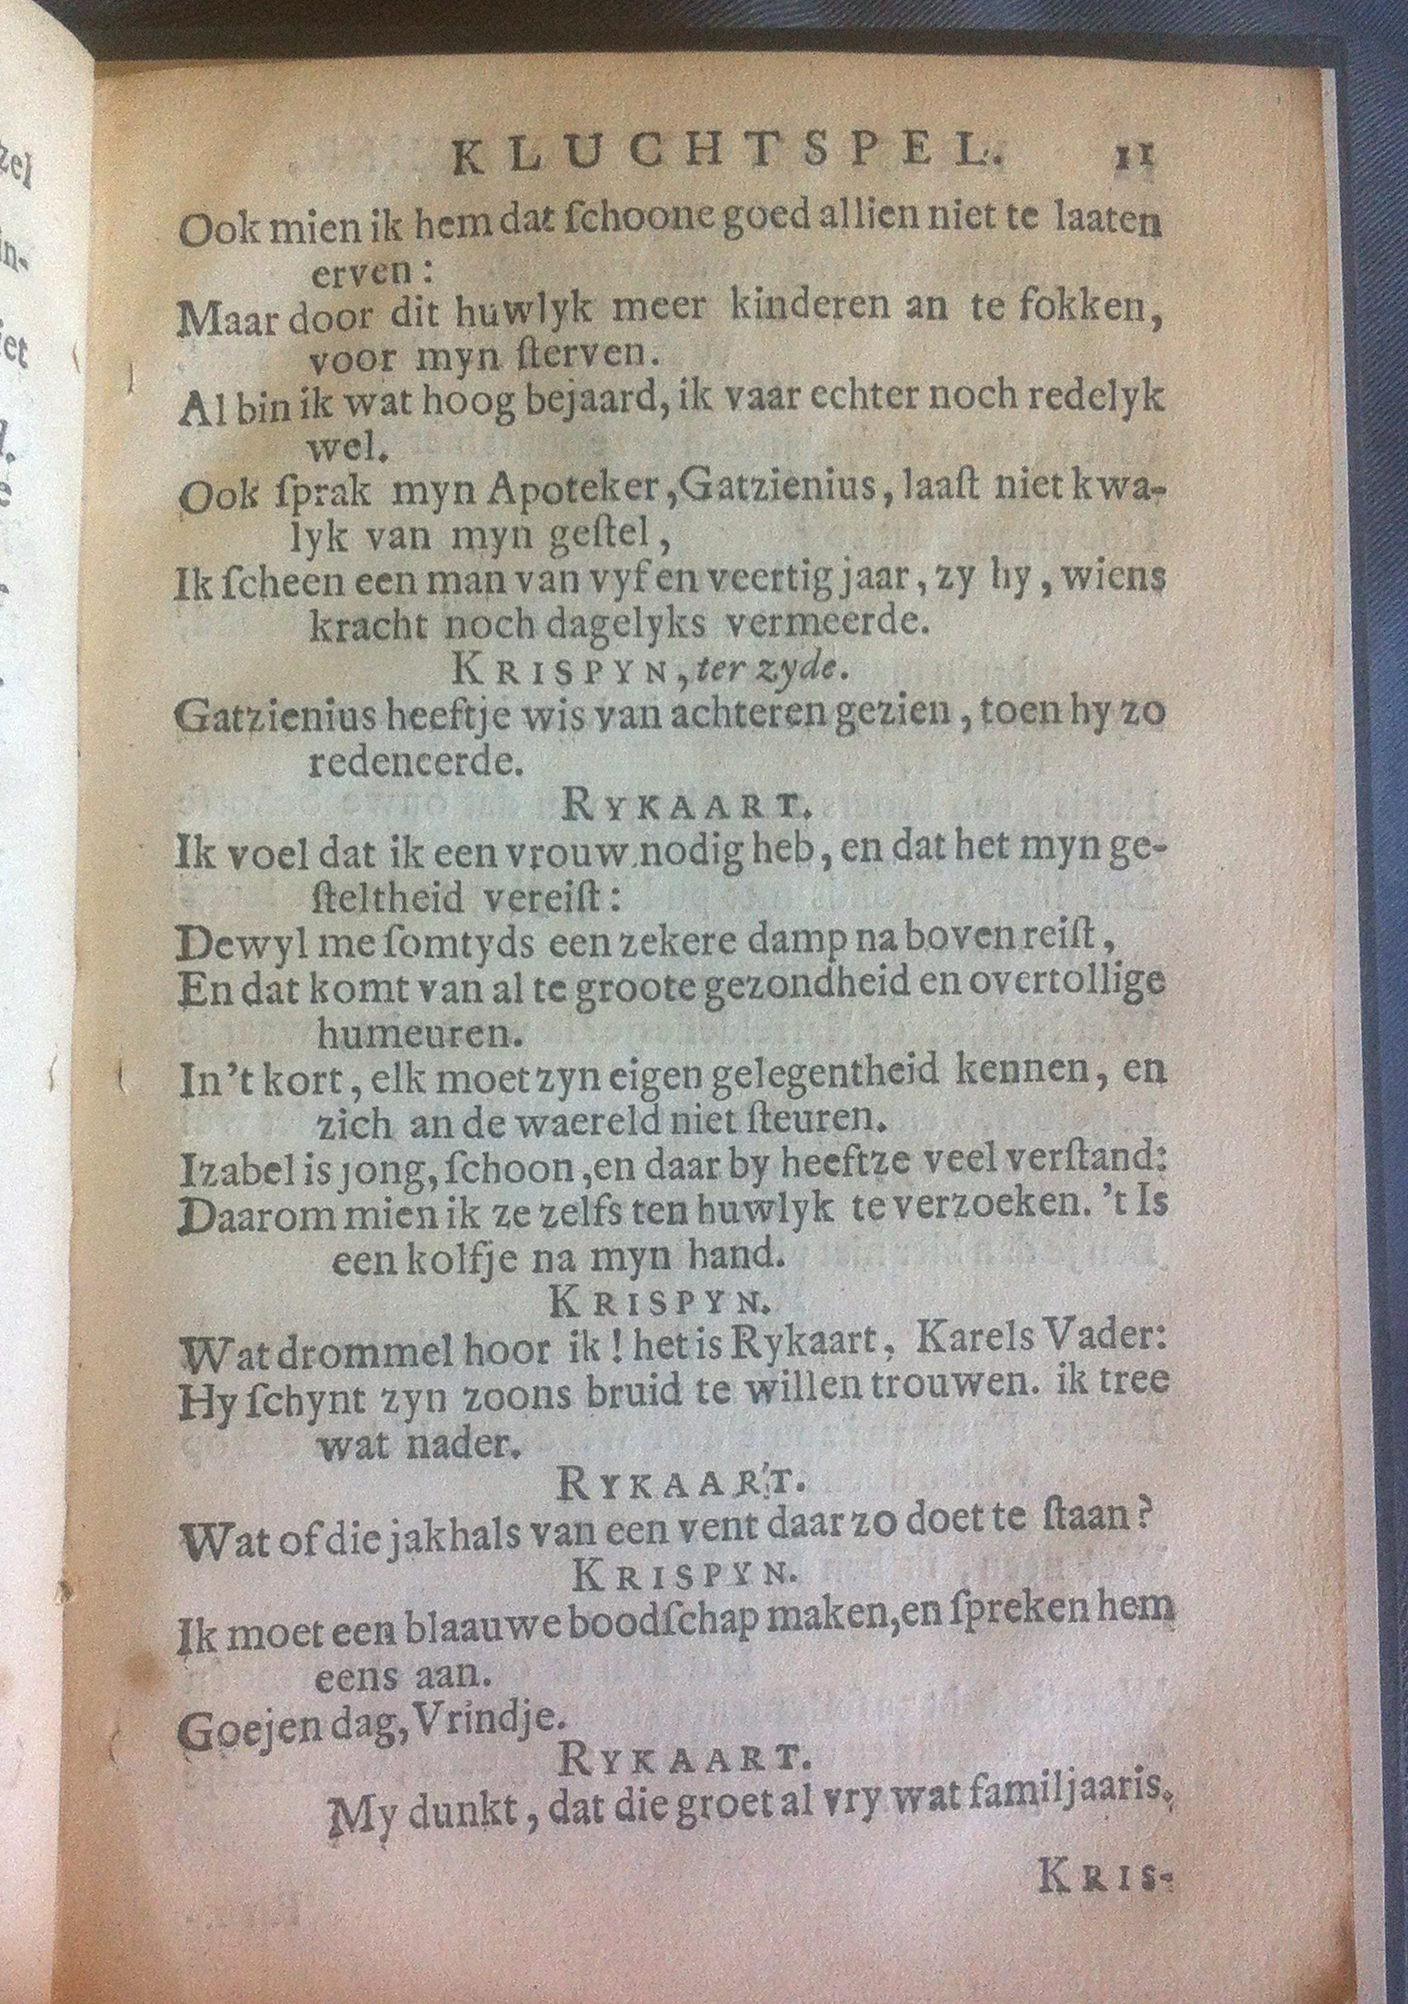 KLUCHTSPEL. 11
Ook mien ik hem dat ſchoone goed allien niet te laaten
erven:
Maar door dit huwlyk meer kinderen an te fokken,
voor myn ſterven.
Al bin ik wat hoog bejaard, ik vaar echter noch redelyk
wel.
Ook ſprak myn Apoteker, Gatzienius, laaſt niet kwa-
lyk van myn geſtel,
Ik ſcheen een man van vyf en veertig jaar, zy hy, wiens
kracht noch dagelyks vermeerde.
KRISPYN, ter zyde.
Gatzienius heeftje wis van achteren gezien, toen hy zo
redeneerde.
RYKAART.
Ik voel dat ik een vrouw nodig heb, en dat het myn ge-
ſteltheid vereiſt:
Dewyl me ſomtyds een zekere damp na boven reiſt,
En dat komt van al te groote gezondheid en overtollige
humeuren.
In't kort, elk moet zyn eigen gelegentheid kennen, en
zich an de waereld niet ſteuren.
Izabel is jong, ſchoon, en daar by heeftze veel verſtand:
Daarom mien ik ze zelfs ten huwlyk te verzoeken. 't Is
een kolfje na myn hand.
KRISPYN.
Wat drommel hoor ik! het is Rykaart, Karels Vader:
Hy ſchynt zyn zoons bruid te willen trouwen. ik tree
wat nader.
RYKAART.
Wat of die jakhals van een vent daar zo doet te ſtaan?
KRISPYN.
Ik moet een blaauwe boodſchap maken, en ſpreken hem
eens aan.
Goejen dag, Vrindje.
RYKAART.
My dunkt, dat die groet al vry wat familjaar is.
KRIS-
zel
in-
iet
l.
e